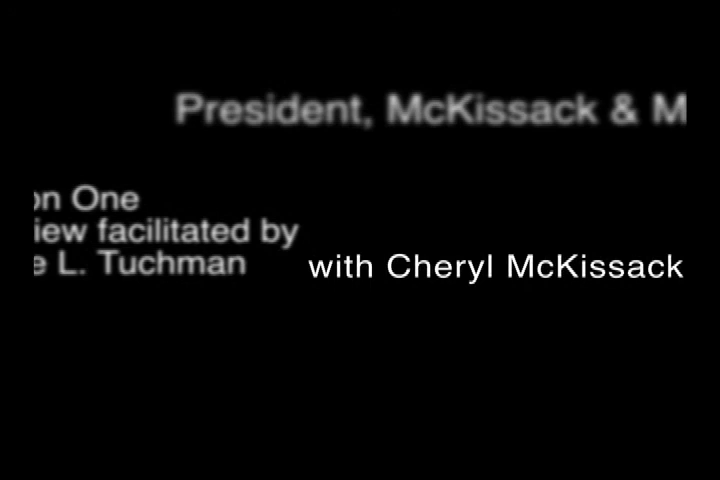 President, McKissack & M
on One
iew facilitated by
e L. Tuchman
with Cheryl McKissack